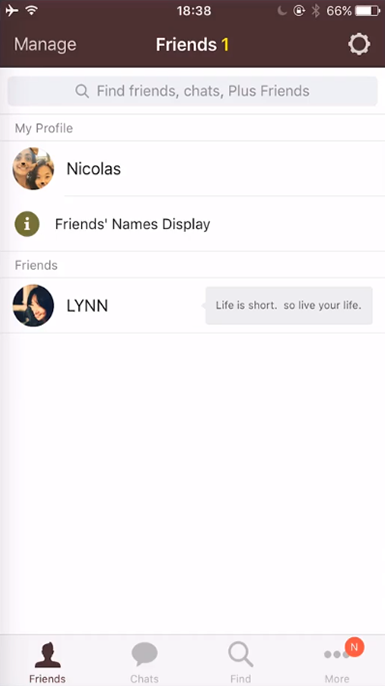 18:38
66%
Manage
Friends 1
Find friends, chats, Plus Friends
My Profile
Nicolas
i
Friends' Names Display
Friends
LYNN
Life is short. so live your life.
N
Friends
Chats
Find
More